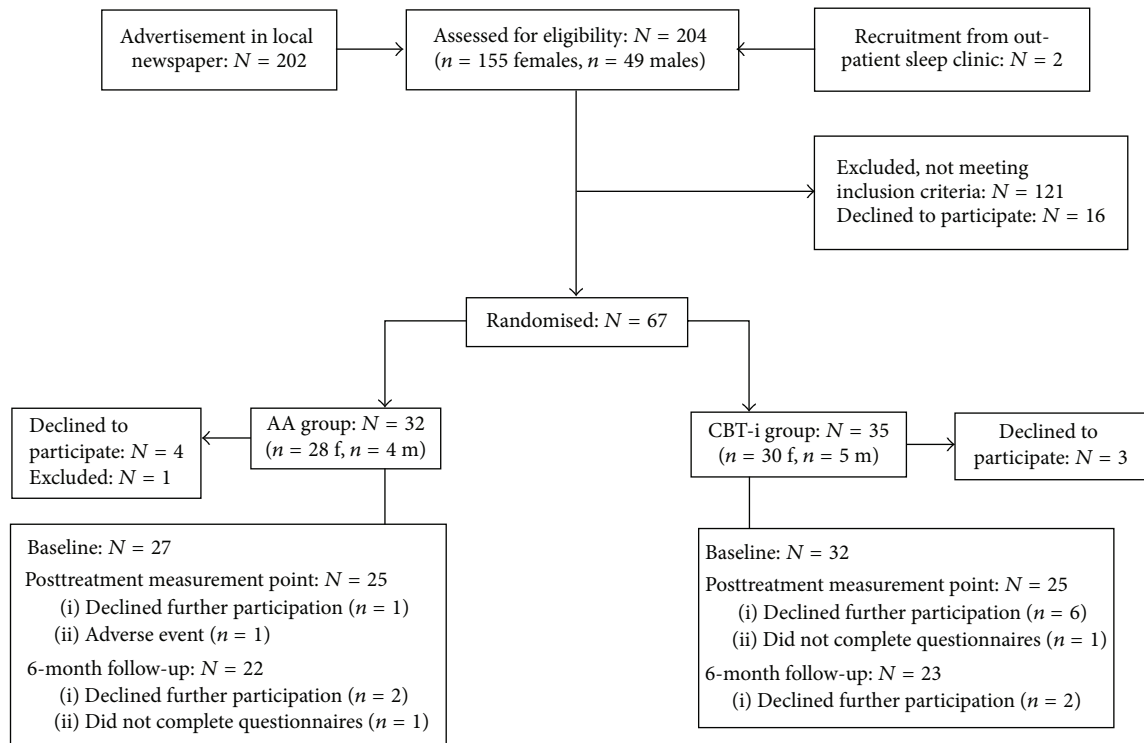 Advertisement in local
newspaper: N = 202
Assessed for eligibility: N = 204
(n = 155 females, n = 49 males)
Recruitment from out-
patient sleep clinic: N = 2
Excluded, not meeting
inclusion criteria: N = 121
Declined to participate: N = 16
Randomised: N = 67
Declined to
participate: N = 4
Excluded: N = 1
AA group: N = 32
(n = 28 f, n = 4 m)
CBT-i group: N = 35
(n = 30 f, n = 5 m)
Declined to
participate: N = 3
Baseline: N = 27
Posttreatment measurement point: N = 25
(i) Declined further participation (n = 1)
(ii) Adverse event (n = 1)
6-month follow-up: N = 22
(i) Declined further participation (n = 2)
(ii) Did not complete questionnaires (n = 1)
Baseline: N = 32
Posttreatment measurement point: N = 25
(i) Declined further participation (n = 6)
(ii) Did not complete questionnaires (n = 1)
6-month follow-up: N = 23
(i) Declined further participation (n = 2)